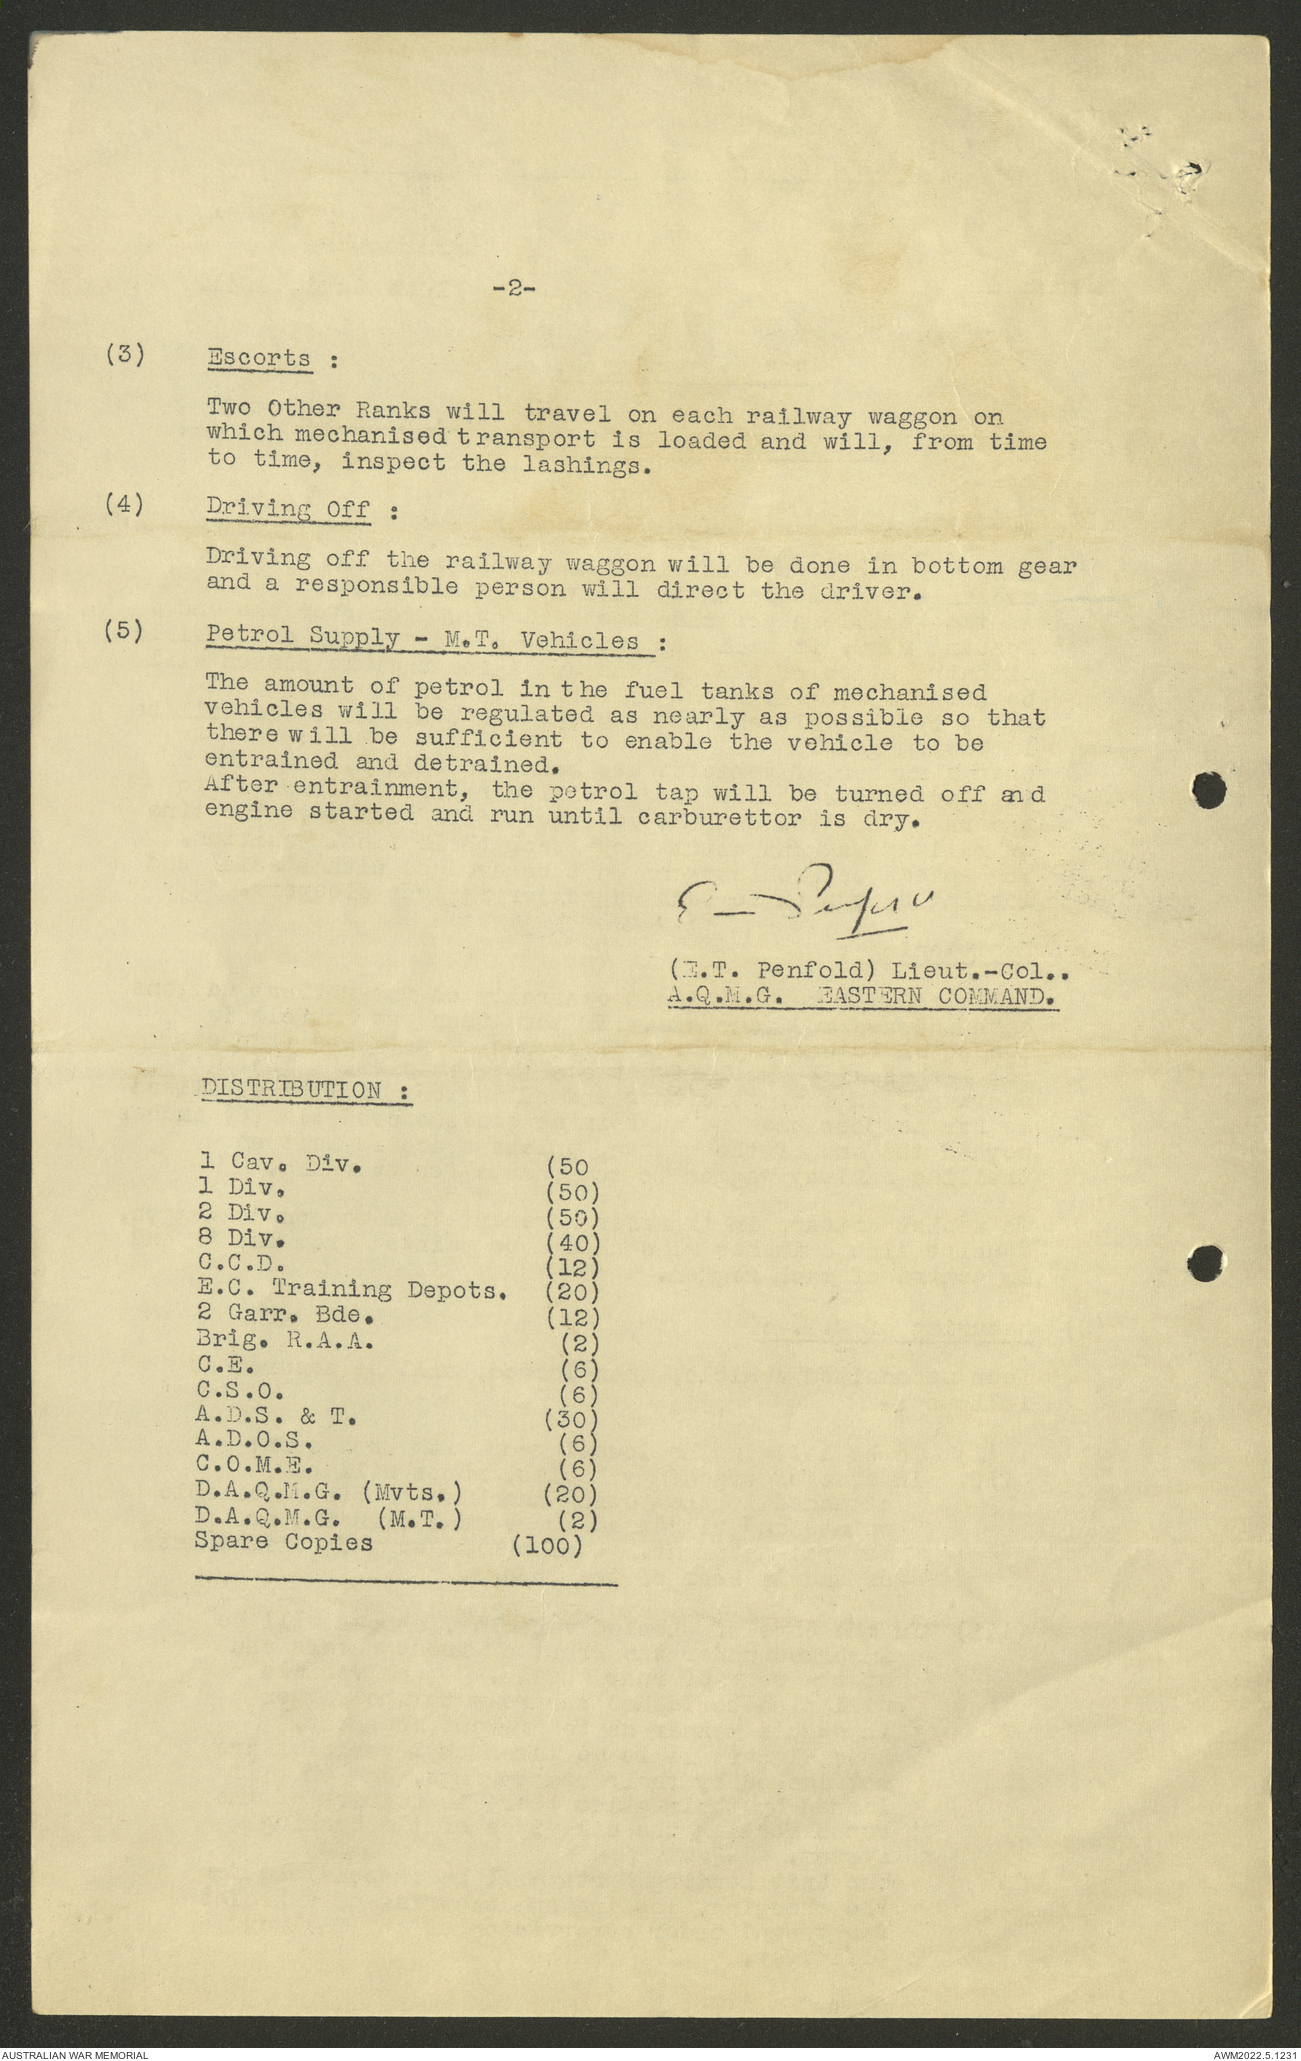 -2-
(3) Escorts :
Two Other Ranks will travel on each railway waggon on
which mechanised transport is loaded and will, from time
to time, inspect the lashings.
(4) Driving Off :
Driving off the railway waggon will be done in bottom gear
and a responsible person will direct the driver.
(5) Petrol Supply - M.T. Vehicles :
The amount of petrol in the fuel tanks of mechanised
vehicles will be regulated as nearly as possible so that
there will be sufficient to enable the vehicle to be
entrained and detrained.
After entrainment, the petrol tap will be turned off and
engine started and run until carburettor is dry.
E T Penfold
(E.T. Penfold) Lieut.-Col..
A.Q.M.G. EASTERN COMMAND.
DISTRIBUTION :
1 Cav. Div. (50
1 Div. (50)
2 Div. (50)
8 Div. (40)
C.C.D. (12)
E.C. Training Depots. (20)
2 Garr. Bde. (12)
Brig. R.A.A. (2)
C.E. (6)
C.S.O. (6)
A.D.S. & T. (30)
A.D.O.S. (6)
C.O.M.E. (6)
D.A.Q.M.G. (Mvts.) (20)
D.A.Q.M.G. (M.T.) (2)
Spare Copies (100)
AUSTRALIAN WAR MEMORIAL
AWM2022.5.1231